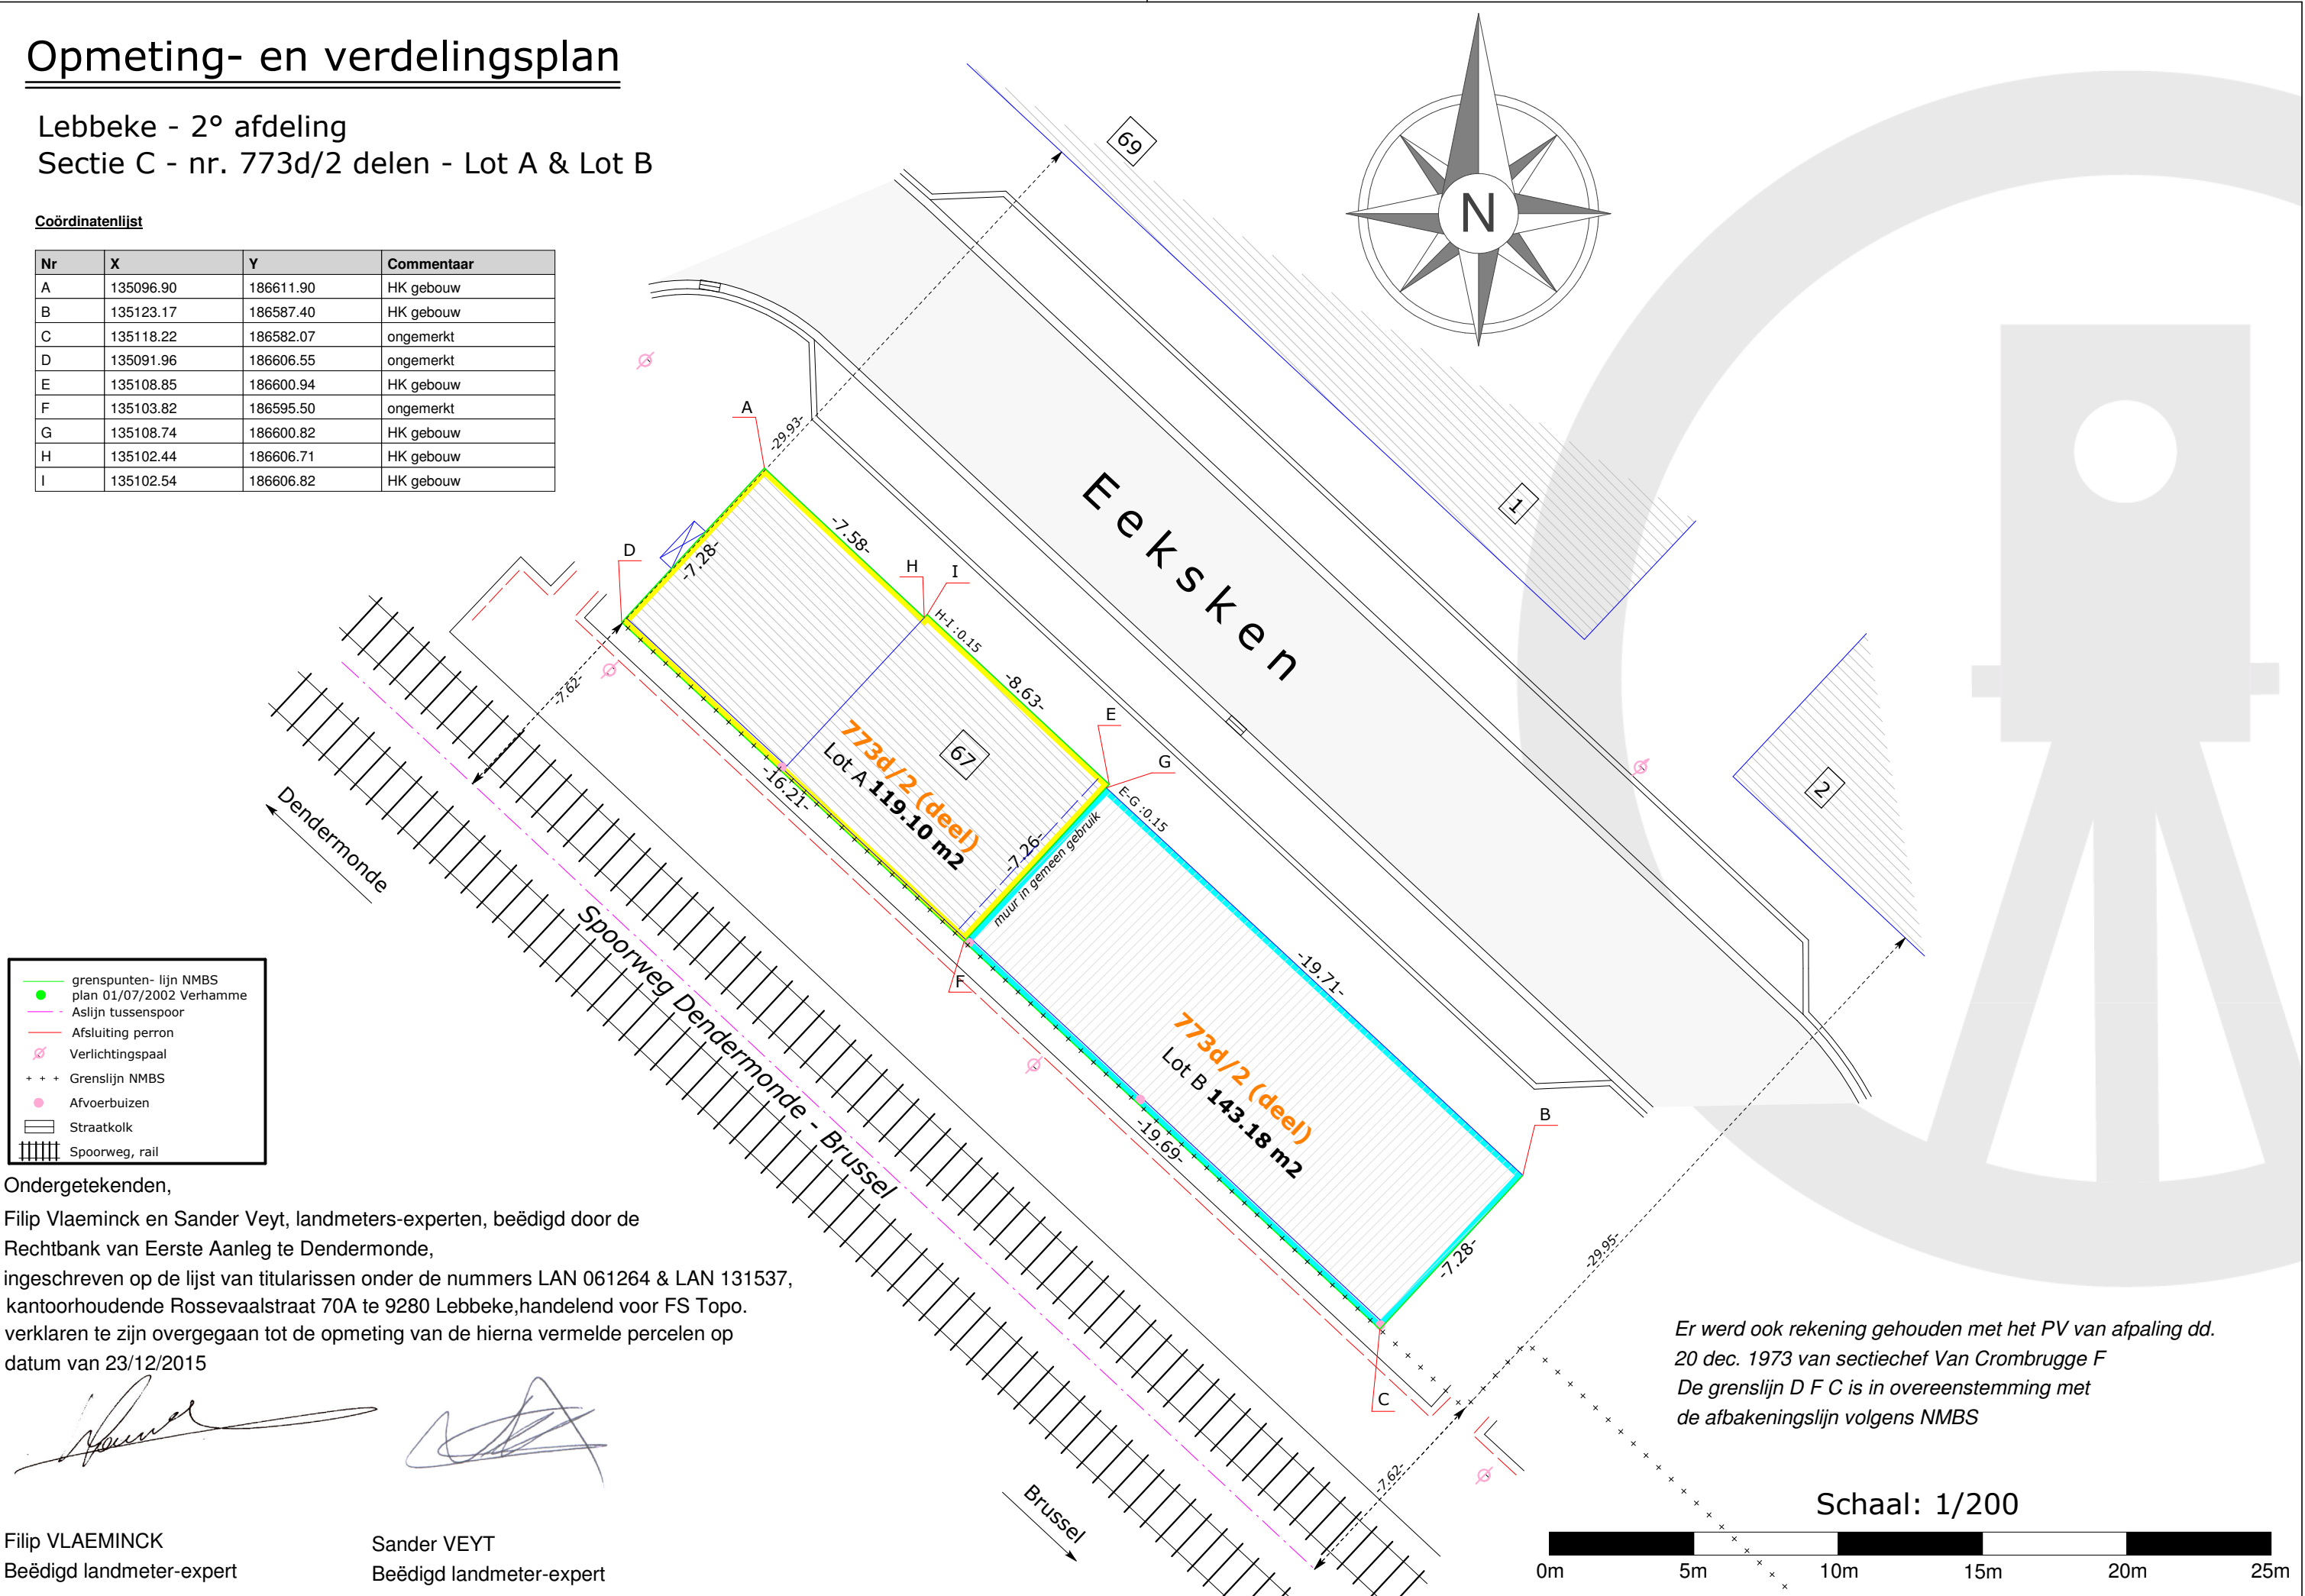 Opmeting- en verdelingsplan
Lebbeke - 2° afdeling
Sectie C - nr. 773d/2 delen - Lot A & Lot B
Coördinatenlijst
Nr X Y Commentaar
A 135096.90 186611.90 HK gebouw
B 135123.17 186587.40 HK gebouw
C 135118.22 186582.07 ongemerkt
D 135091.96 186606.55 ongemerkt
E 135108.85 186600.94 HK gebouw
F 135103.82 186595.50 ongemerkt
G 135108.74 186600.82 HK gebouw
H 135102.44 186606.71 HK gebouw
I 135102.54 186606.82 HK gebouw
69
N
A
-29.93-
1
Eeksken
-7.58-
D
-7.28-
H
I
H-I :0.15
-7.62-
-8.63-
E
G
E-G :0.15
67
773d/2 (deel)
Lot A 119.10 m2
-16.21-
-7.26-
muur in gemeen gebruik
2
Dendermonde
Spoorweg Dendermonde - Brussel
F
-19.71-
773d/2 (deel)
Lot B 143.18 m2
-19.69-
B
-7.28-
-29.95-
C
-7.62-
Brussel
grenspunten- lijn NMBS
plan 01/07/2002 Verhamme
Aslijn tussenspoor
Afsluiting perron
Verlichtingspaal
Grenslijn NMBS
Afvoerbuizen
Straatkolk
Spoorweg, rail
Ondergetekenden,
Filip Vlaeminck en Sander Veyt, landmeters-experten, beëdigd door de
Rechtbank van Eerste Aanleg te Dendermonde,
ingeschreven op de lijst van titularissen onder de nummers LAN 061264 & LAN 131537,
kantoorhoudende Rossevaalstraat 70A te 9280 Lebbeke,handelend voor FS Topo.
verklaren te zijn overgegaan tot de opmeting van de hierna vermelde percelen op
datum van 23/12/2015
Filip VLAEMINCK
Beëdigd landmeter-expert
Sander VEYT
Beëdigd landmeter-expert
Er werd ook rekening gehouden met het PV van afpaling dd.
20 dec. 1973 van sectiechef Van Crombrugge F
De grenslijn D F C is in overeenstemming met
de afbakeningslijn volgens NMBS
Schaal: 1/200
0m 5m 10m 15m 20m 25m